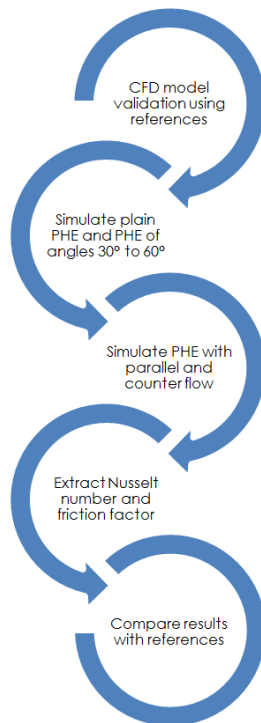 CFD model
validation using
references
Simulate plain
PHE and PHE of
angles 30° to 60°
Simulate PHE with
parallel and
counter flow
Extract Nusselt
number and
friction factor
Compare results
with references